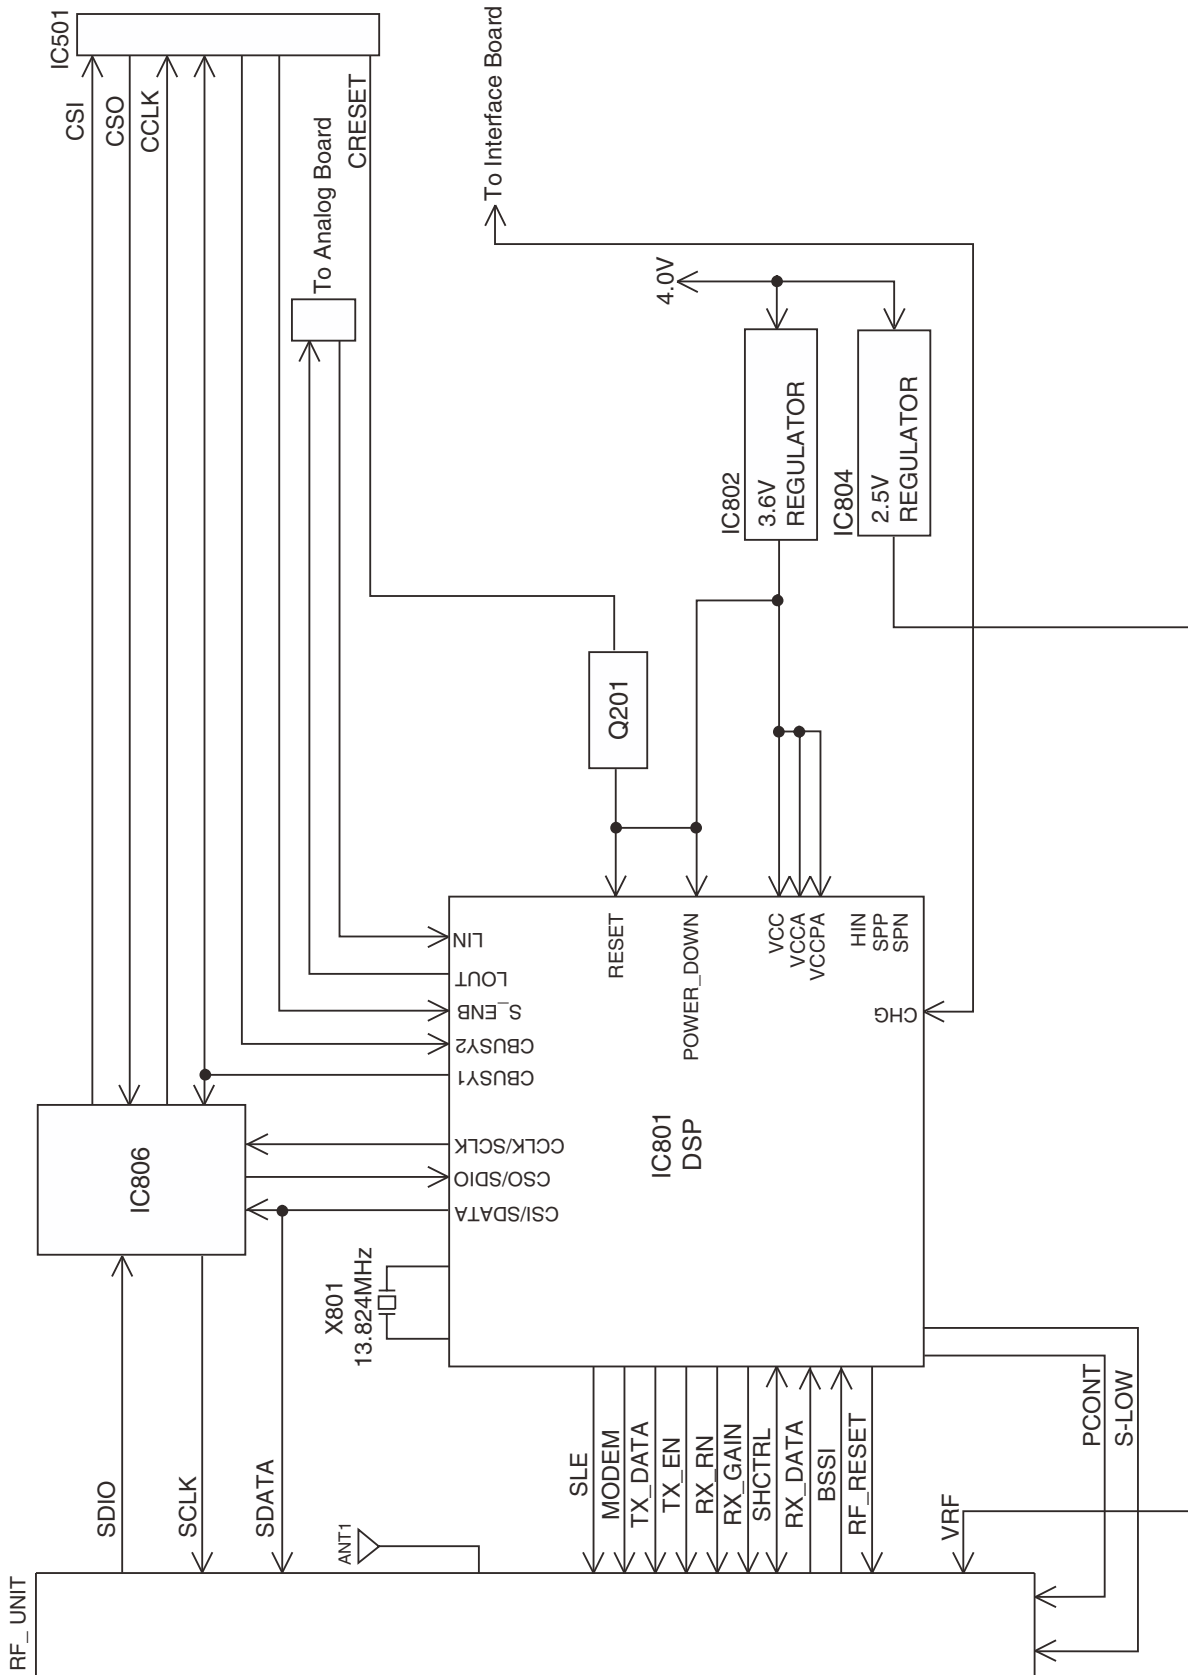 IC501
CSI
CSO
CCLK
CRESET
To Analog Board
To Interface Board
4.0V
IC802
3.6V
REGULATOR
IC804
2.5V
REGULATOR
Q201
IC806
LIN
LOUT
S_ENB
CBUSY2
CBUSY1
CCLK/SCLK
CSO/SDIO
CSI/SDATA
RESET
POWER_DOWN
VCC
VCCA
VCCPA
HIN
SPP
SPN
CHG
IC801
DSP
X801
13.824MHz
SDIO
SCLK
SDATA
ANT1
SLE
MODEM
TX_DATA
TX_EN
RX_RN
RX_GAIN
SHCTRL
RX_DATA
BSSI
RF_RESET
VRF
PCONT
S-LOW
RF_ UNIT